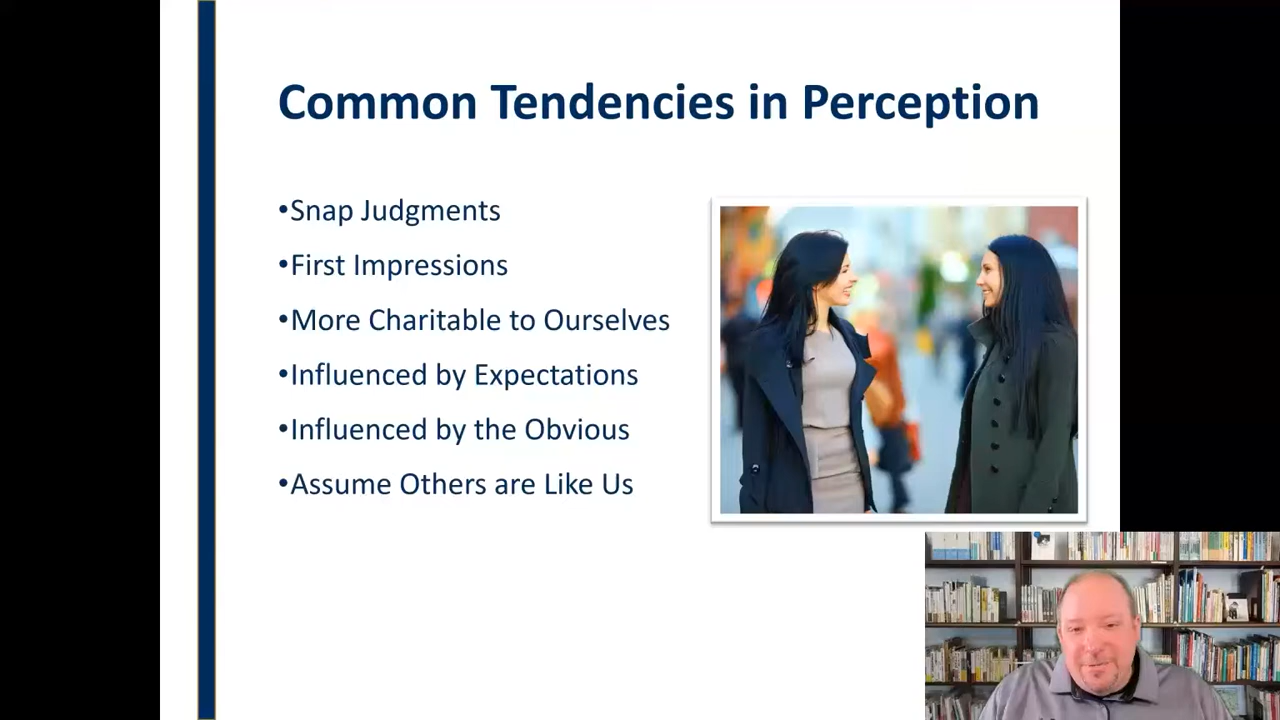 Common Tendencies in Perception
•Snap Judgments
•First Impressions
•More Charitable to Ourselves
•Influenced by Expectations
•Influenced by the Obvious
•Assume Others are Like Us